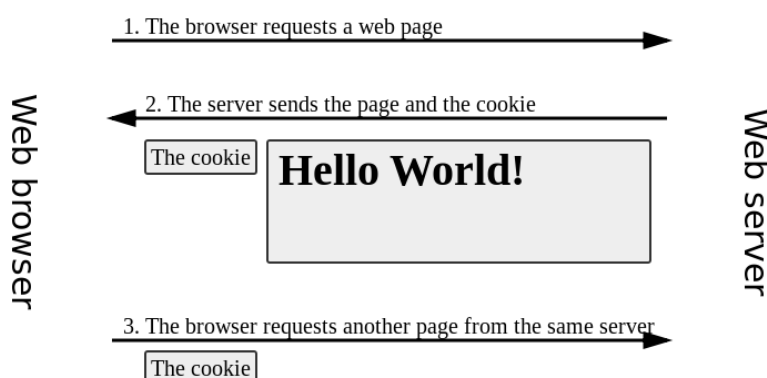 1. The browser requests a web page
2. The server sends the page and the cookie
The cookie
Hello World!
Web browser
Web server
3. The browser requests another page from the same server
The cookie